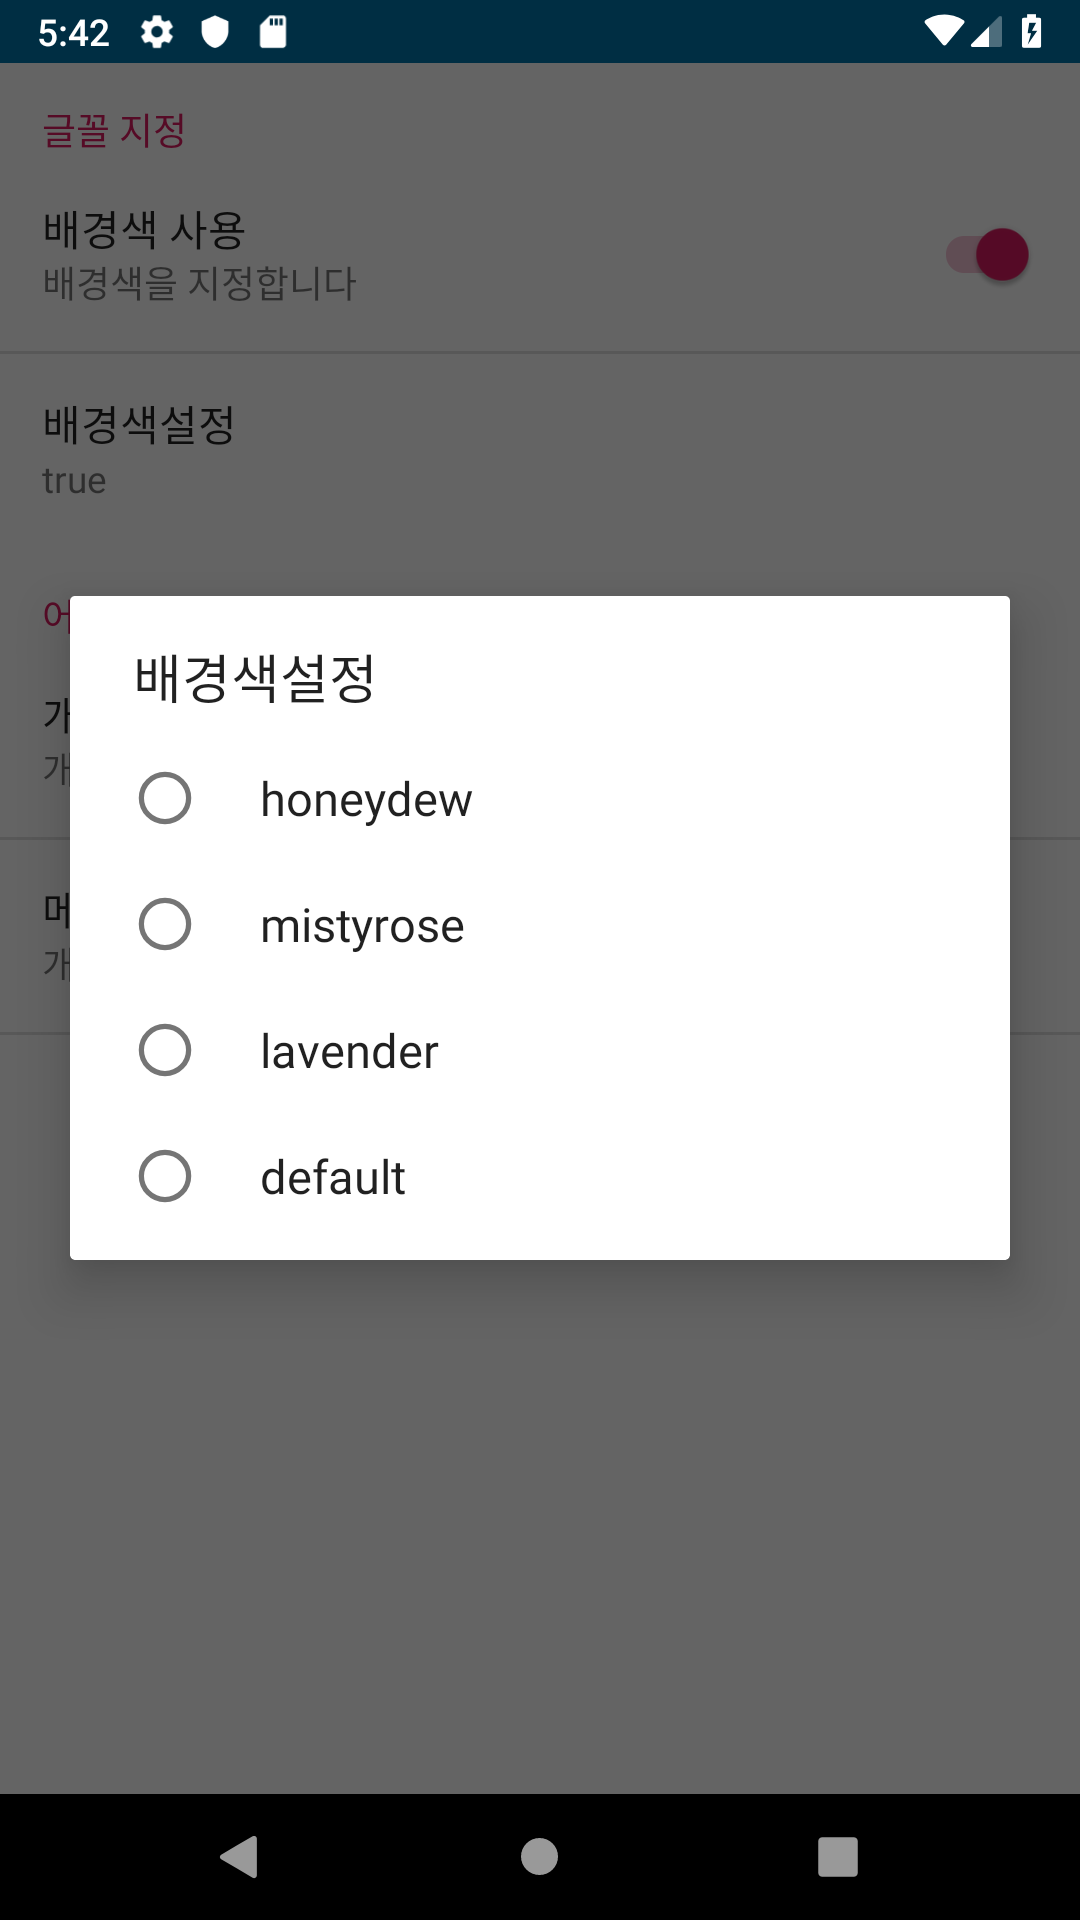 5:42
글꼴 지정
배경색 사용
배경색을 지정합니다
배경색설정
true
배경색설정
honeydew
mistyrose
lavender
default